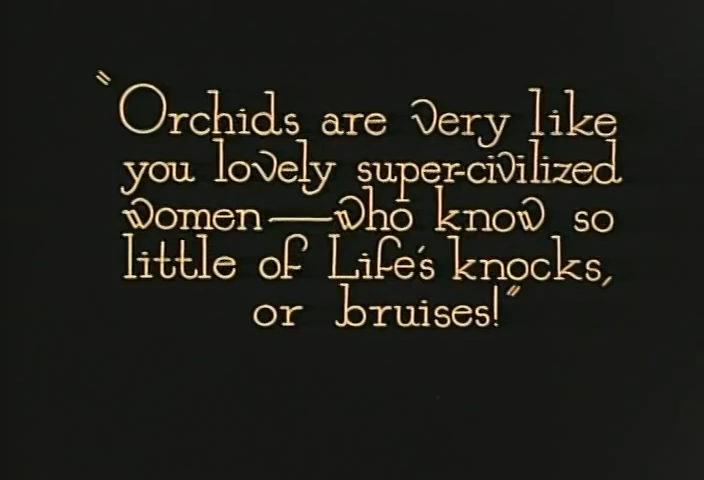 "Orchids are very like
you lovely super-civilized
women—who know so
little of Life's knocks,
or bruises!"